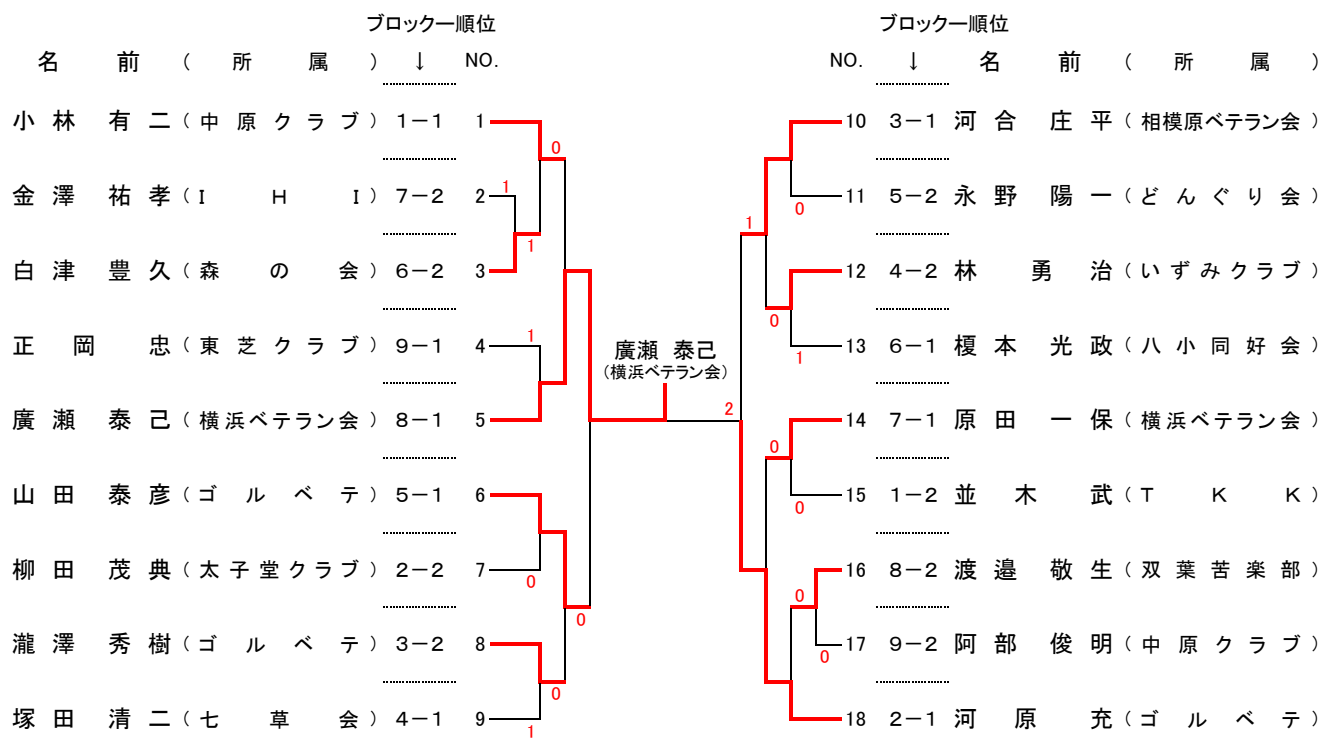 ブロックー順位 ブロックー順位
名 前 ( 所 属 ) ↓ NO. NO. ↓ 名 前 ( 所 属 )
小林 有二 (中原クラブ) 1-1 1 10 3-1 河合 庄平 (相模原ベテラン会)
0
金澤 祐孝 (I H I) 7-2 2 1 11 5-2 永野 陽一 (どんぐり会)
0
1 1
白津 豊久 (森の会) 6-2 3 12 4-2 林 勇治 (いずみクラブ)
0
正岡 忠 (東芝クラブ) 9-1 4 1 13 6-1 榎本 光政 (八小同好会)
1
廣瀬 泰己
(横浜ベテラン会)
2
廣瀬 泰己 (横浜ベテラン会) 8-1 5 14 7-1 原田 一保 (横浜ベテラン会)
0
山田 泰彦 (ゴルベテ) 5-1 6 15 1-2 並木 武 (T K K)
0
柳田 茂典 (太子堂クラブ) 2-2 7 16 8-2 渡邉 敬生 (双葉苦楽部)
0 0
0
瀧澤 秀樹 (ゴルベテ) 3-2 8 17 9-2 阿部 俊明 (中原クラブ)
0
0
塚田 清二 (七草会) 4-1 9 18 2-1 河原 充 (ゴルベテ)
1